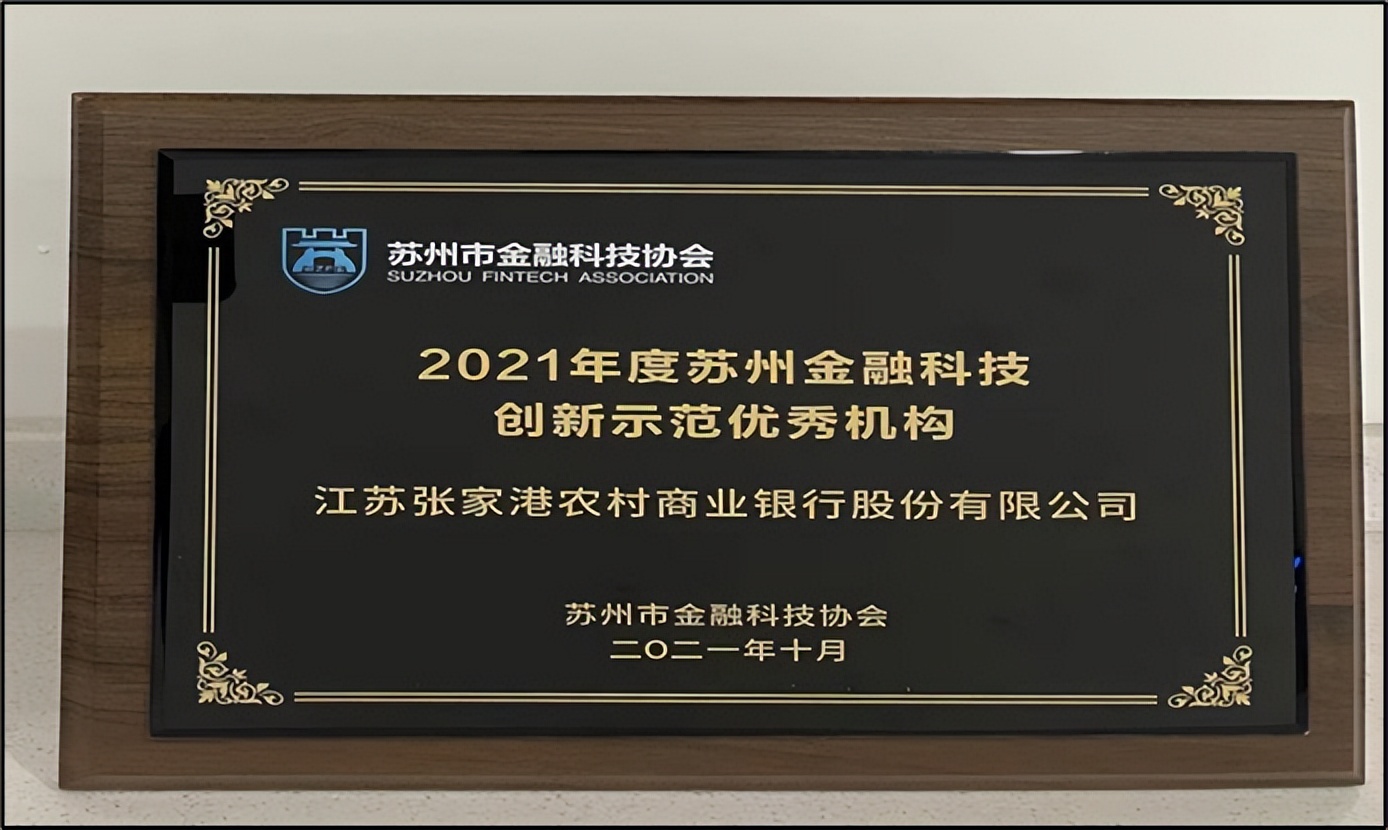 苏州市金融科技协会
SUZHOU FINTECH ASSOCIATION
2021年度苏州金融科技
创新示范优秀机构
江苏张家港农村商业银行股份有限公司
苏州市金融科技协会
二〇二一年十月